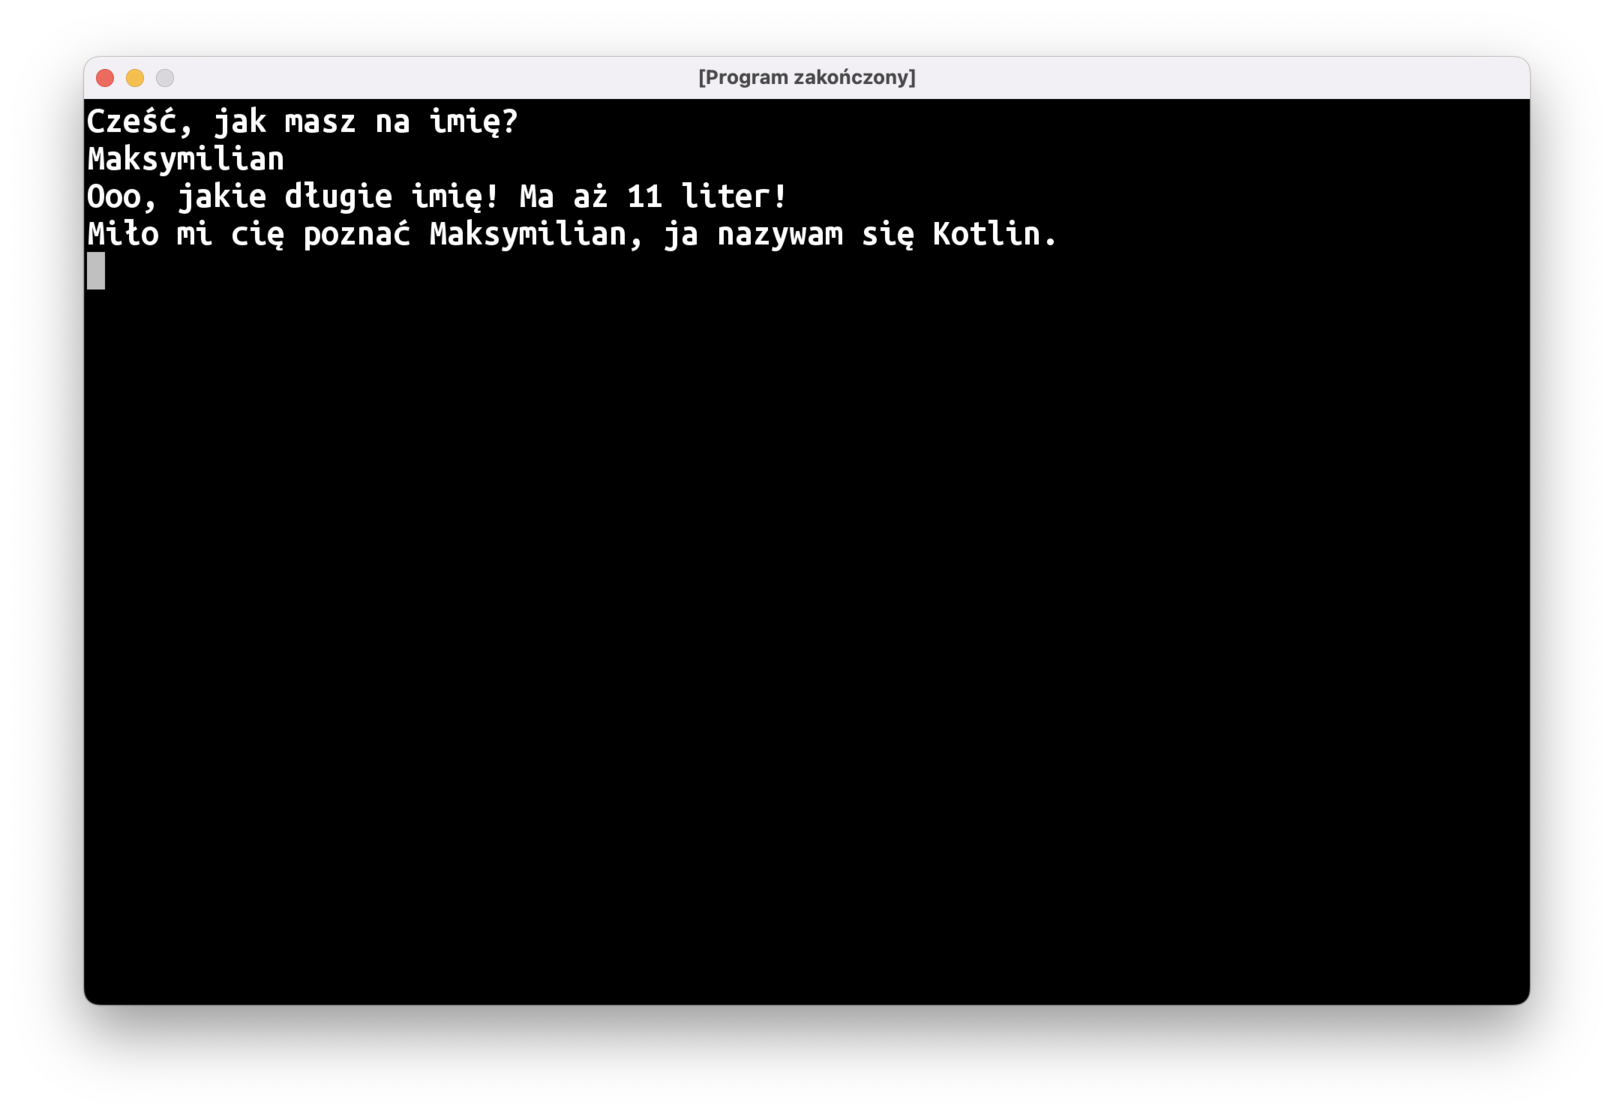 [Program zakończony]
Cześć, jak masz na imię?
Maksymilian
Ooo, jakie długie imię! Ma aż 11 liter!
Miło mi cię poznać Maksymilian, ja nazywam się Kotlin.